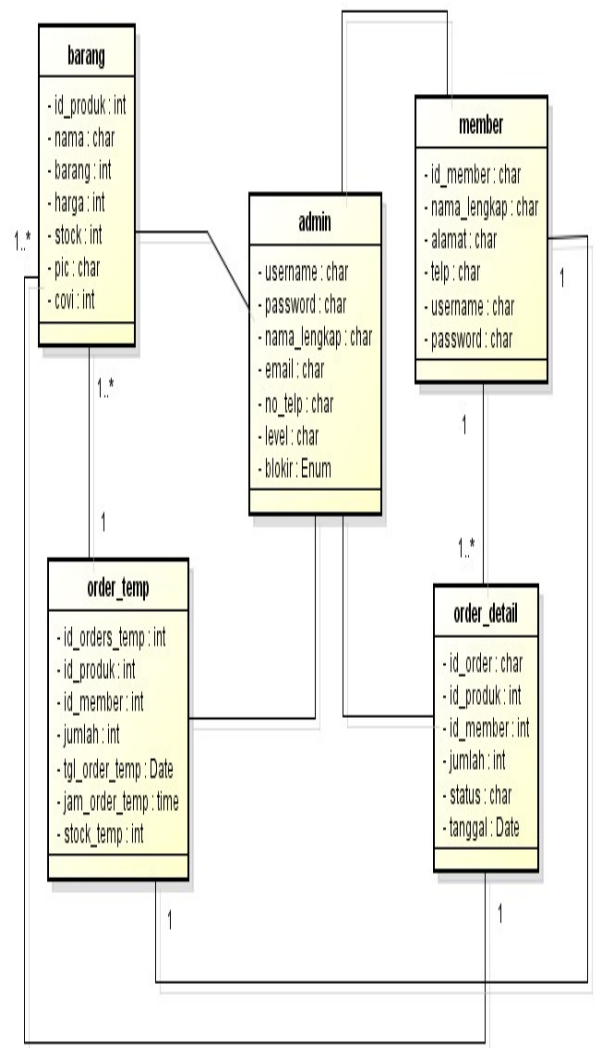 barang
- id_produk : int
- nama : char
- barang : int
- harga : int
- stock : int
- pic : char
- covi : int
1..*
1..*
1
member
- id_member : char
- nama_lengkap : char
- alamat : char
- telp : char
- username : char
- password : char
1
1
1..*
admin
- username : char
- password : char
- nama_lengkap : char
- email : char
- no_telp : char
- level : char
- blokir : Enum
order_temp
- id_orders_temp : int
- id_produk : int
- id_member : int
- jumlah : int
- tgl_order_temp : Date
- jam_order_temp : time
- stock_temp : int
1
order_detail
- id_order : char
- id_produk : int
- id_member : int
- jumlah : int
- status : char
- tanggal : Date
1